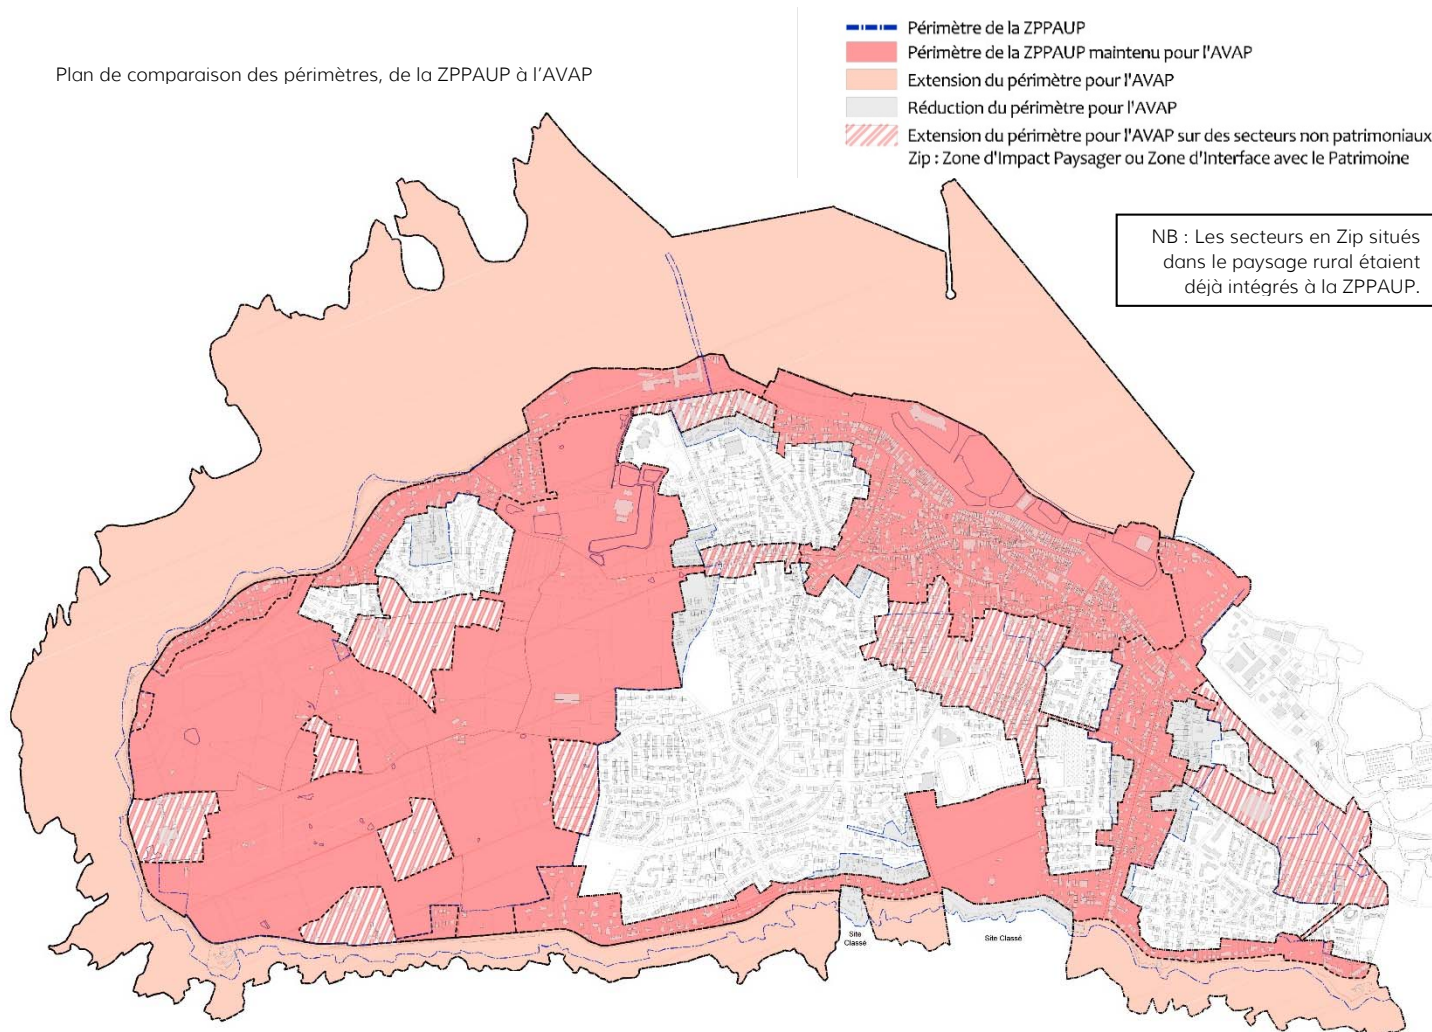 Plan de comparaison des périmètres, de la ZPPAUP à l'AVAP
Périmètre de la ZPPAUP
Périmètre de la ZPPAUP maintenu pour l'AVAP
Extension du périmètre pour l'AVAP
Réduction du périmètre pour l'AVAP
Extension du périmètre pour l'AVAP sur des secteurs non patrimoniaux
Zip : Zone d'Impact Paysager ou Zone d'Interface avec le Patrimoine
NB : Les secteurs en Zip situés
dans le paysage rural étaient
déjà intégrés à la ZPPAUP.
Site
Classé
Site Classé